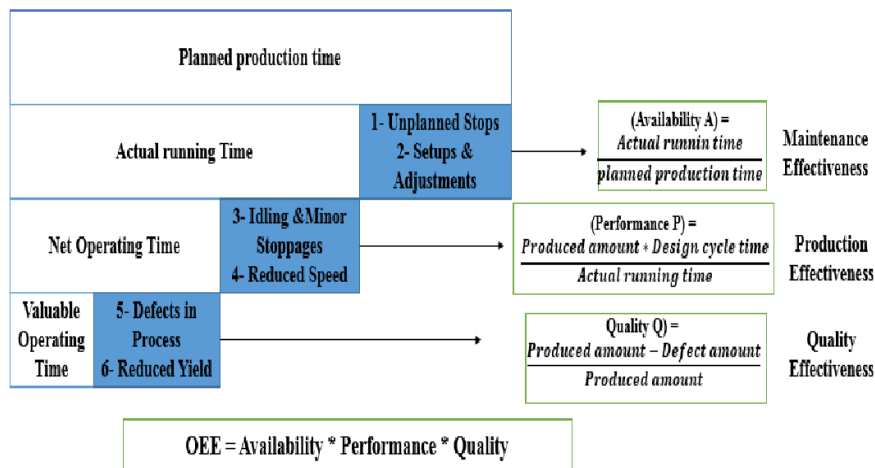 Planned production time
Actual running Time
1- Unplanned Stops
2- Setups &
Adjustments
(Availability A) =
Actual runnin time
planned production time
Maintenance
Effectiveness
Net Operating Time
3- Idling &Minor
Stoppages
4- Reduced Speed
(Performance P) =
Produced amount * Design cycle time
Actual running time
Production
Effectiveness
Valuable
Operating
Time
5- Defects in
Process
6- Reduced Yield
Quality Q) =
Produced amount – Defect amount
Produced amount
Quality
Effectiveness
OEE = Availability * Performance * Quality